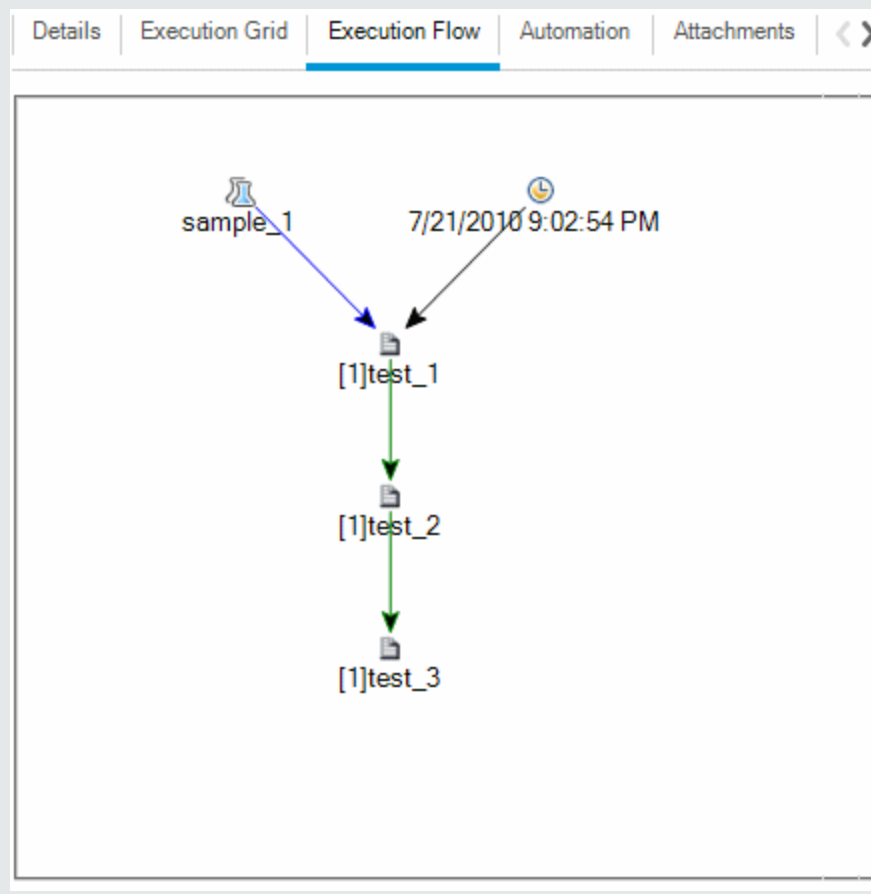 Details Execution Grid Execution Flow Automation Attachments
sample_1 7/21/2010 9:02:54 PM
[1]test_1
[1]test_2
[1]test_3